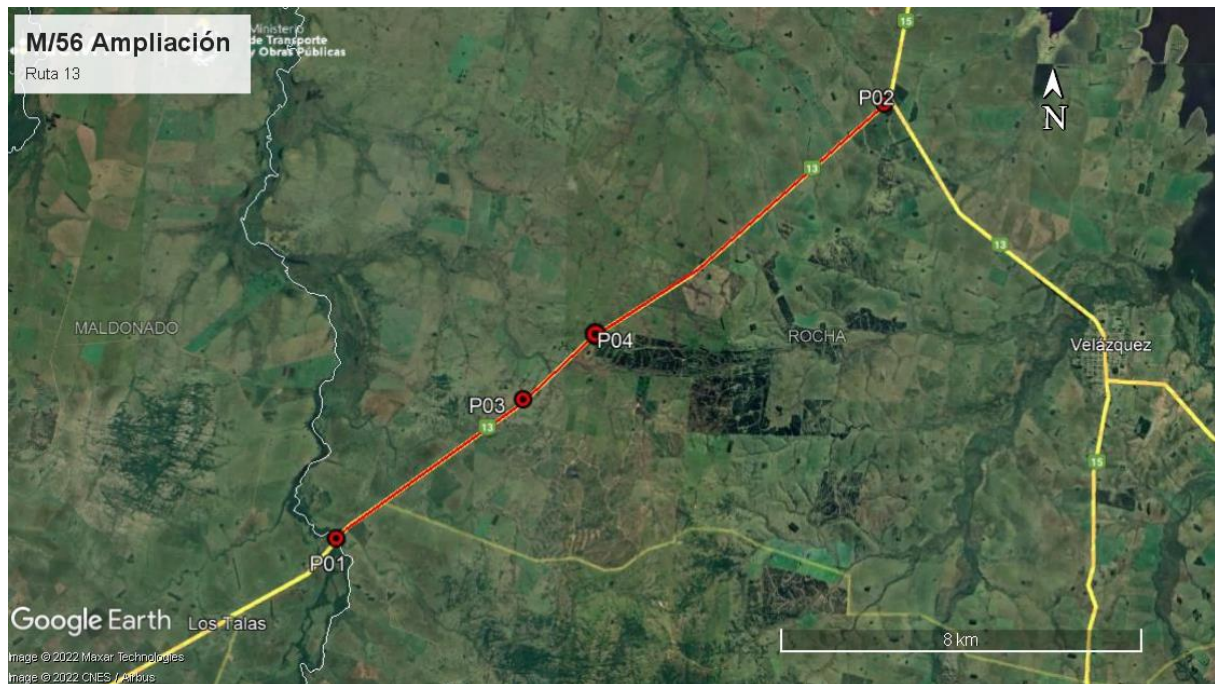 M/56 Ampliación
Ruta 13
Ministerio
de Transporte
y Obras Públicas
15
P02
N
13
13
MALDONADO
P04
ROCHA
Velázquez
P03
13
15
P01
Google Earth
Los Talas
8 km
Image © 2022 Maxar Technologies
Image © 2022 CNES / Airbus